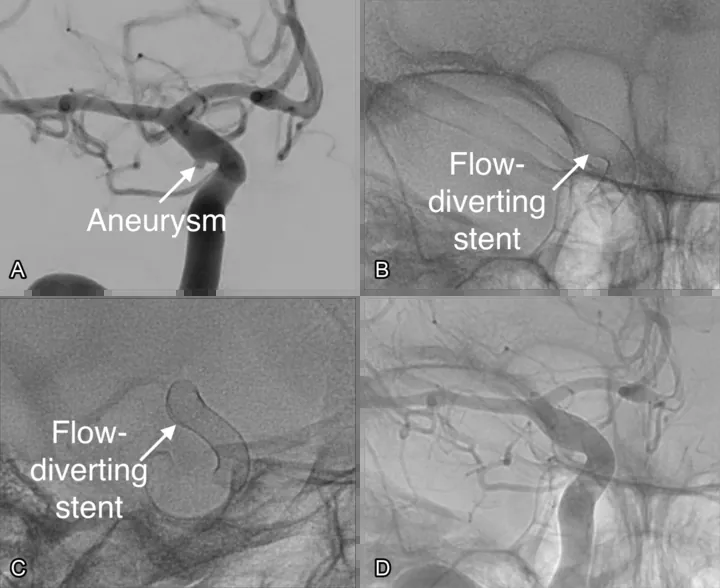 Aneurysm
A
Flow-
diverting
stent
B
Flow-
diverting
stent
C
D